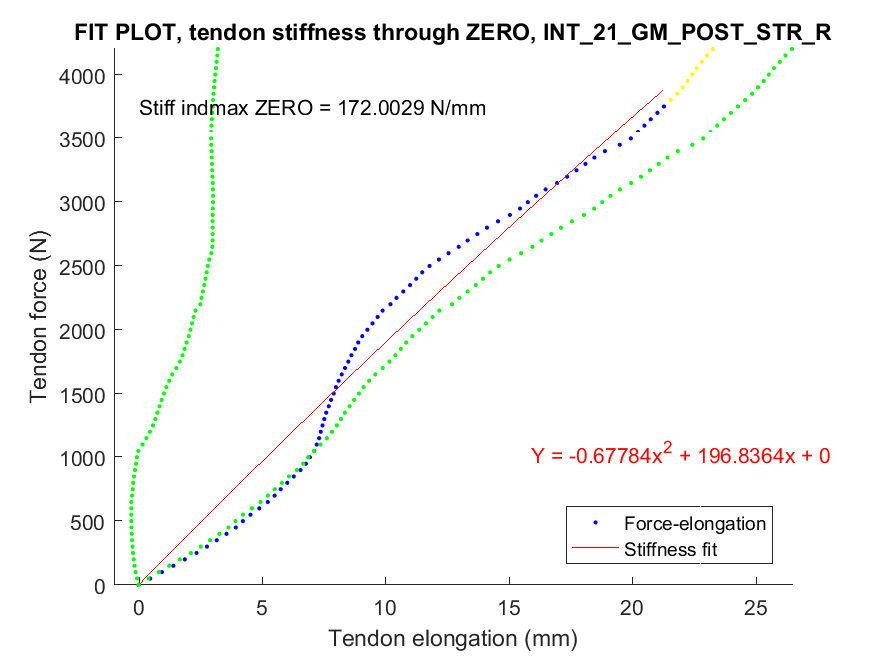 FIT PLOT, tendon stiffness through ZERO, INT_21_GM_POST_STR_R
4000
Stiff indmax ZERO = 172.0029 N/mm
3500
3000
2500
Tendon force (N)
2000
1500
1000
Y = -0.67784x² + 196.8364x + 0
500
Force-elongation
Stiffness fit
0
0 5 10 15 20 25
Tendon elongation (mm)